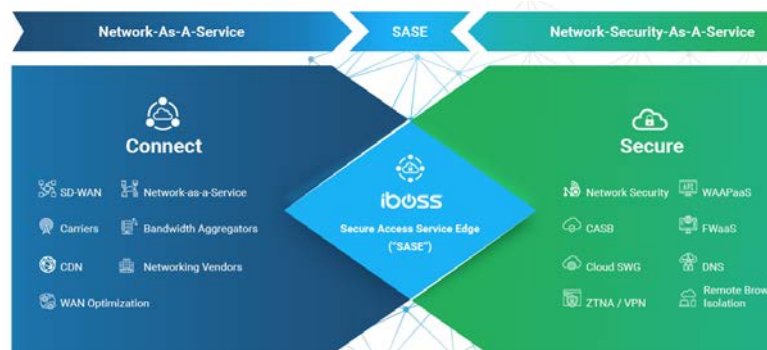 Network-As-A-Service
SASE
Network-Security-As-A-Service
Connect
SD-WAN
Network-as-a-Service
Carriers
Bandwidth Aggregators
CDN
Networking Vendors
WAN Optimization
iboss
Secure Access Service Edge
("SASE")
Secure
Network Security
WAAPaaS
CASB
FWaaS
Cloud SWG
DNS
ZTNA / VPN
Remote Brow
Isolation